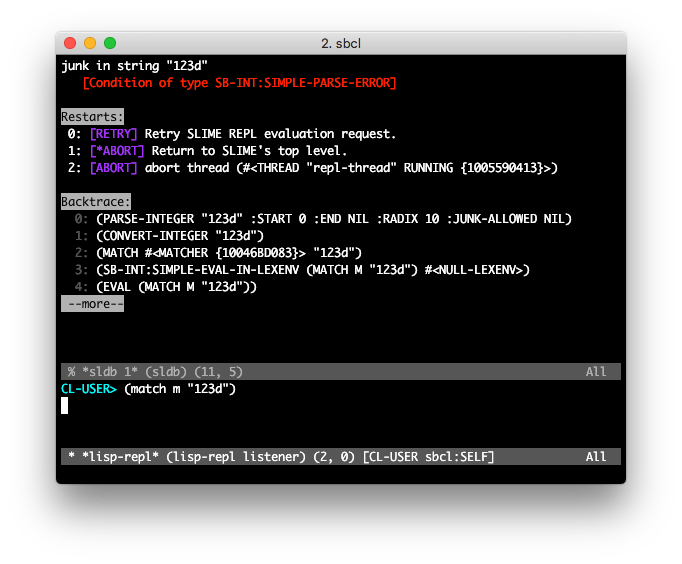 2. sbcl
junk in string "123d"
[Condition of type SB-INT:SIMPLE-PARSE-ERROR]
Restarts:
0: [RETRY] Retry SLIME REPL evaluation request.
1: [*ABORT] Return to SLIME's top level.
2: [ABORT] abort thread (#<THREAD "repl-thread" RUNNING {1005590413}>)
Backtrace:
0: (PARSE-INTEGER "123d" :START 0 :END NIL :RADIX 10 :JUNK-ALLOWED NIL)
1: (CONVERT-INTEGER "123d")
2: (MATCH #<MATCHER {10046BD083}> "123d")
3: (SB-INT:SIMPLE-EVAL-IN-LEXENV (MATCH M "123d") #<NULL-LEXENV>)
4: (EVAL (MATCH M "123d"))
--more--
% *sldb 1* (sldb) (11, 5) All
CL-USER> (match m "123d")
* *lisp-repl* (lisp-repl listener) (2, 0) [CL-USER sbcl:SELF] All